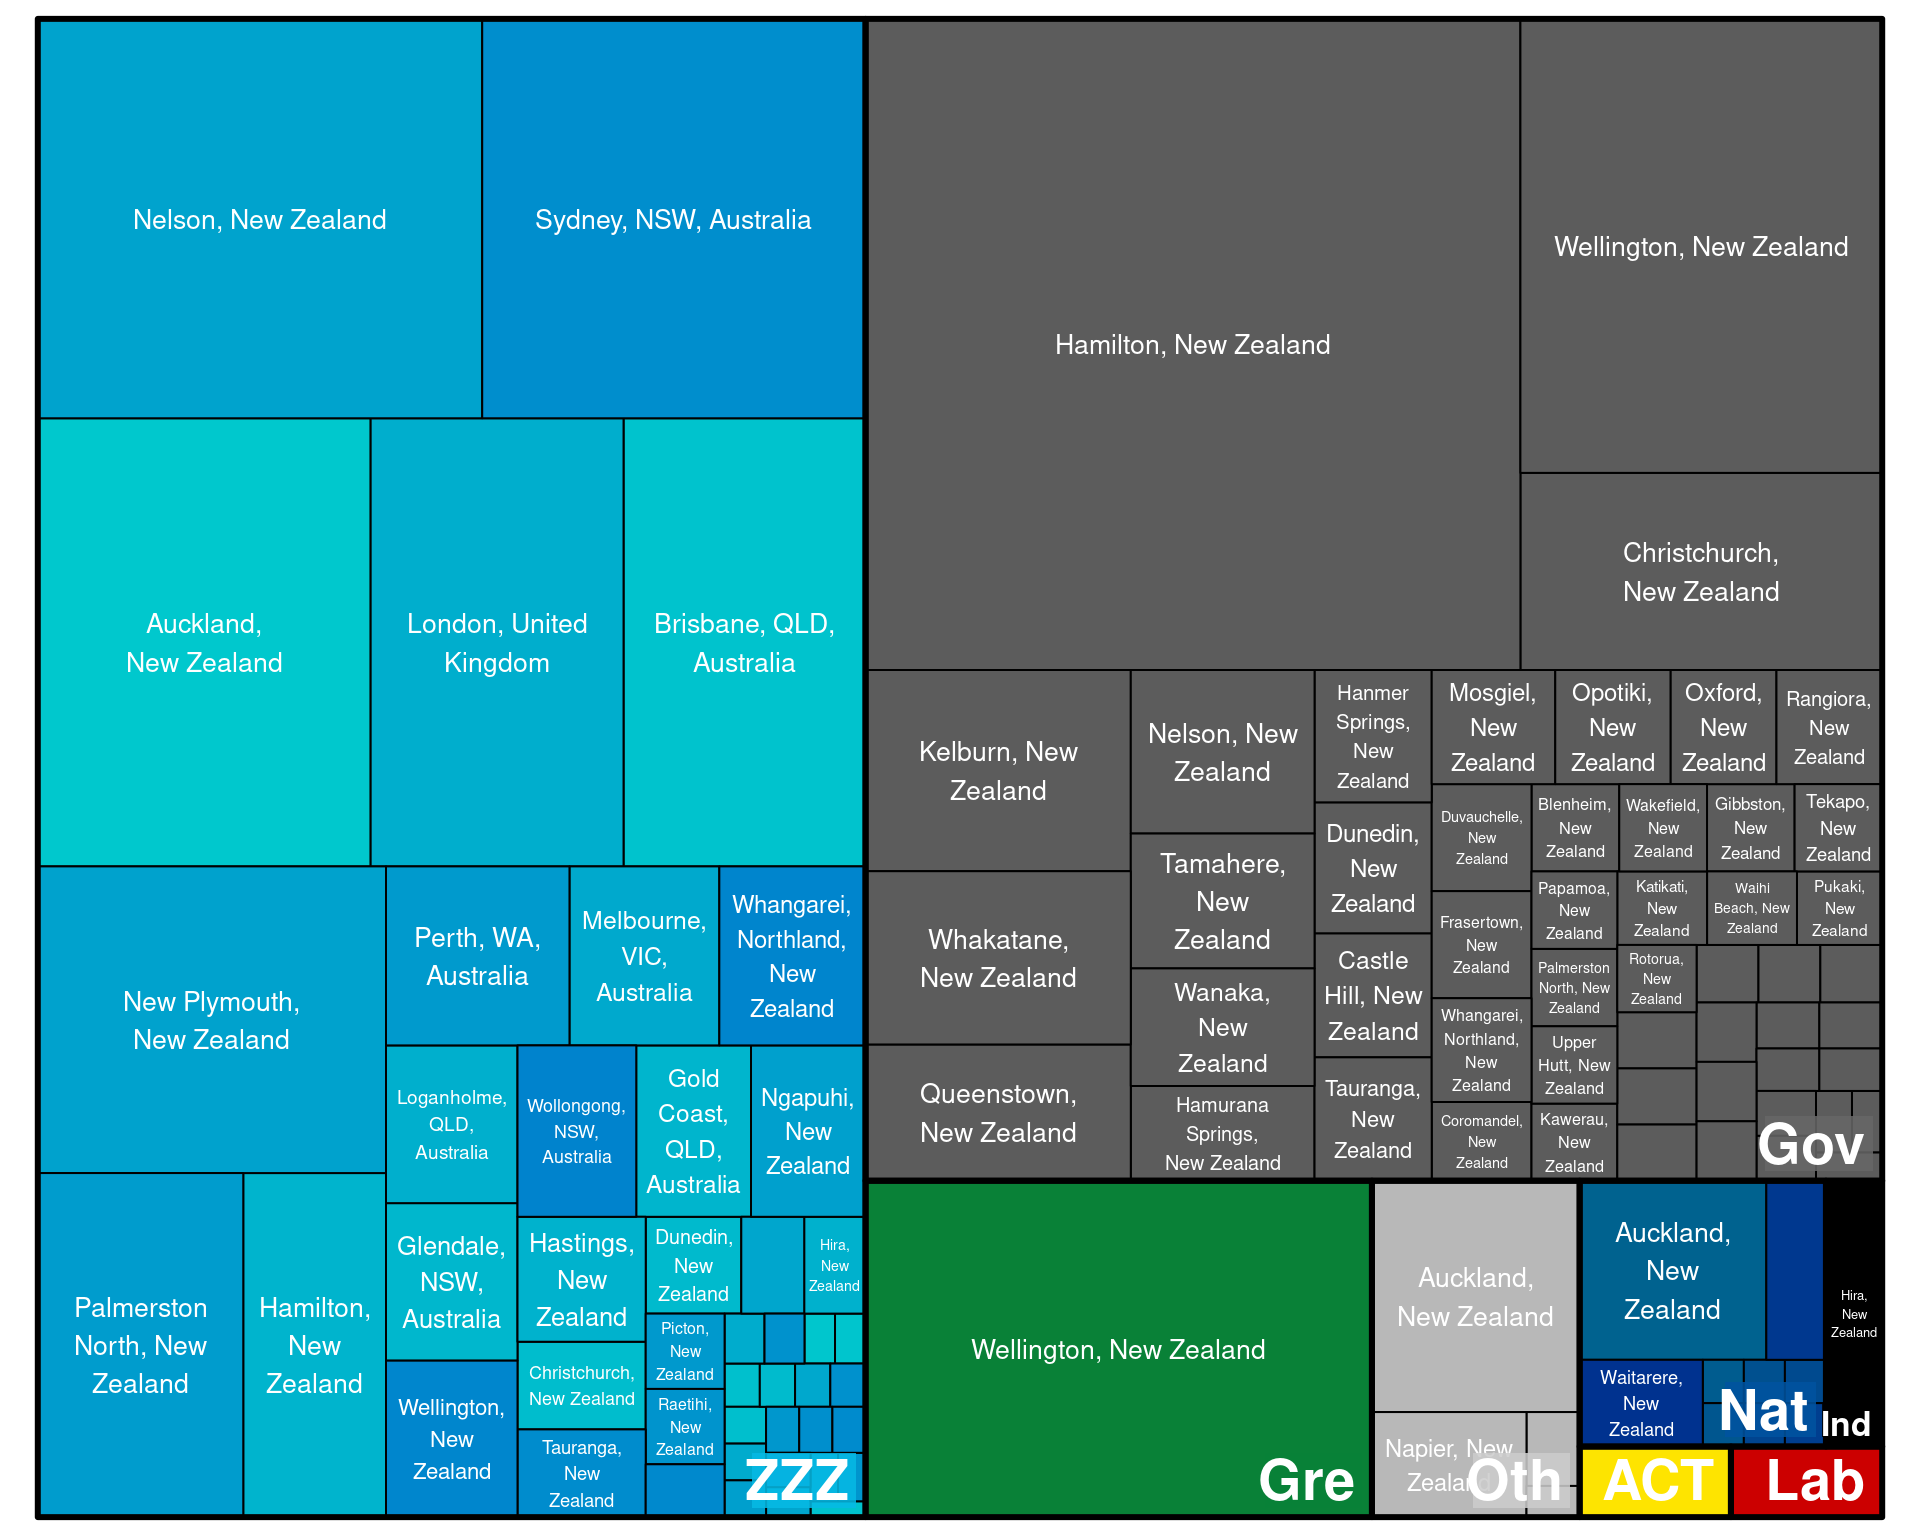 Nelson, New Zealand
Sydney, NSW, Australia
Auckland,
New Zealand
London, United
Kingdom
Brisbane, QLD,
Australia
New Plymouth,
New Zealand
Perth, WA,
Australia
Melbourne,
VIC,
Australia
Whangarei,
Northland,
New
Zealand
Loganholme,
QLD,
Australia
Wollongong,
NSW,
Australia
Gold
Coast,
QLD,
Australia
Ngapuhi,
New
Zealand
Palmerston
North, New
Zealand
Hamilton,
New
Zealand
Glendale,
NSW,
Australia
Hastings,
New
Zealand
Dunedin,
New
Zealand
Hira,
New
Zealand
Picton,
New
Zealand
Christchurch,
New Zealand
Raetihi,
New
Zealand
Wellington,
New
Zealand
Tauranga,
New
Zealand
ZZZ
Hamilton, New Zealand
Wellington, New Zealand
Christchurch,
New Zealand
Kelburn, New
Zealand
Whakatane,
New Zealand
Queenstown,
New Zealand
Nelson, New
Zealand
Tamahere,
New
Zealand
Wanaka,
New
Zealand
Hamurana
Springs,
New Zealand
Hanmer
Springs,
New
Zealand
Dunedin,
New
Zealand
Castle
Hill, New
Zealand
Tauranga,
New
Zealand
Mosgiel,
New
Zealand
Opotiki,
New
Zealand
Oxford,
New
Zealand
Rangiora,
New
Zealand
Duvauchelle,
New
Zealand
Frasertown,
New
Zealand
Whangarei,
Northland,
New
Zealand
Coromandel,
New
Zealand
Blenheim,
New
Zealand
Wakefield,
New
Zealand
Gibbston,
New
Zealand
Tekapo,
New
Zealand
Papamoa,
New
Zealand
Katikati,
New
Zealand
Waihi
Beach, New
Zealand
Pukaki,
New
Zealand
Palmerston
North, New
Zealand
Rotorua,
New
Zealand
Upper
Hutt, New
Zealand
Kawerau,
New
Zealand
Gov
Wellington, New Zealand
Gre
Auckland,
New Zealand
Napier, New
Zealand
Oth
Auckland,
New
Zealand
Waitarere,
New
Zealand
Nat
Hira,
New
Zealand
Ind
ACT
Lab